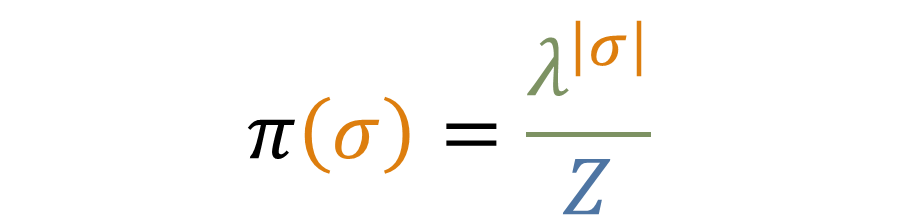 π(σ) = λ^|σ| / Z